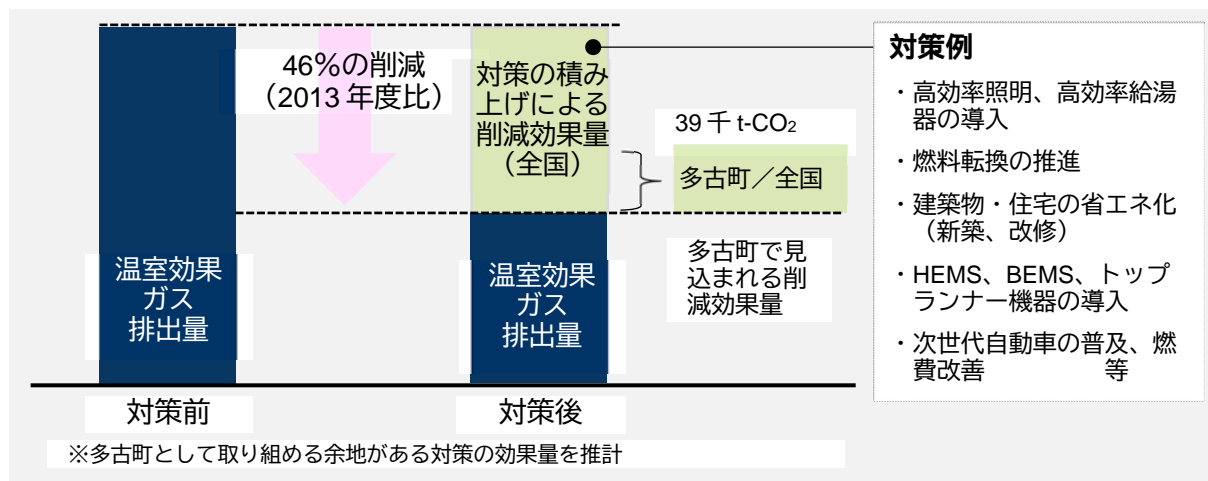 46％の削減
（2013 年度比）
対策の積み
上げによる
削減効果量
（全国）
39 千 t-CO2
多古町／全国
多古町で見
込まれる削
減効果量
温室効果
ガス
排出量
温室効果
ガス
排出量
対策前
対策後
※多古町として取り組める余地がある対策の効果量を推計
対策例
・高効率照明、高効率給湯
器の導入
・燃料転換の推進
・建築物・住宅の省エネ化
（新築、改修）
・HEMS、BEMS、トップ
ランナー機器の導入
・次世代自動車の普及、燃
費改善　　　　　等